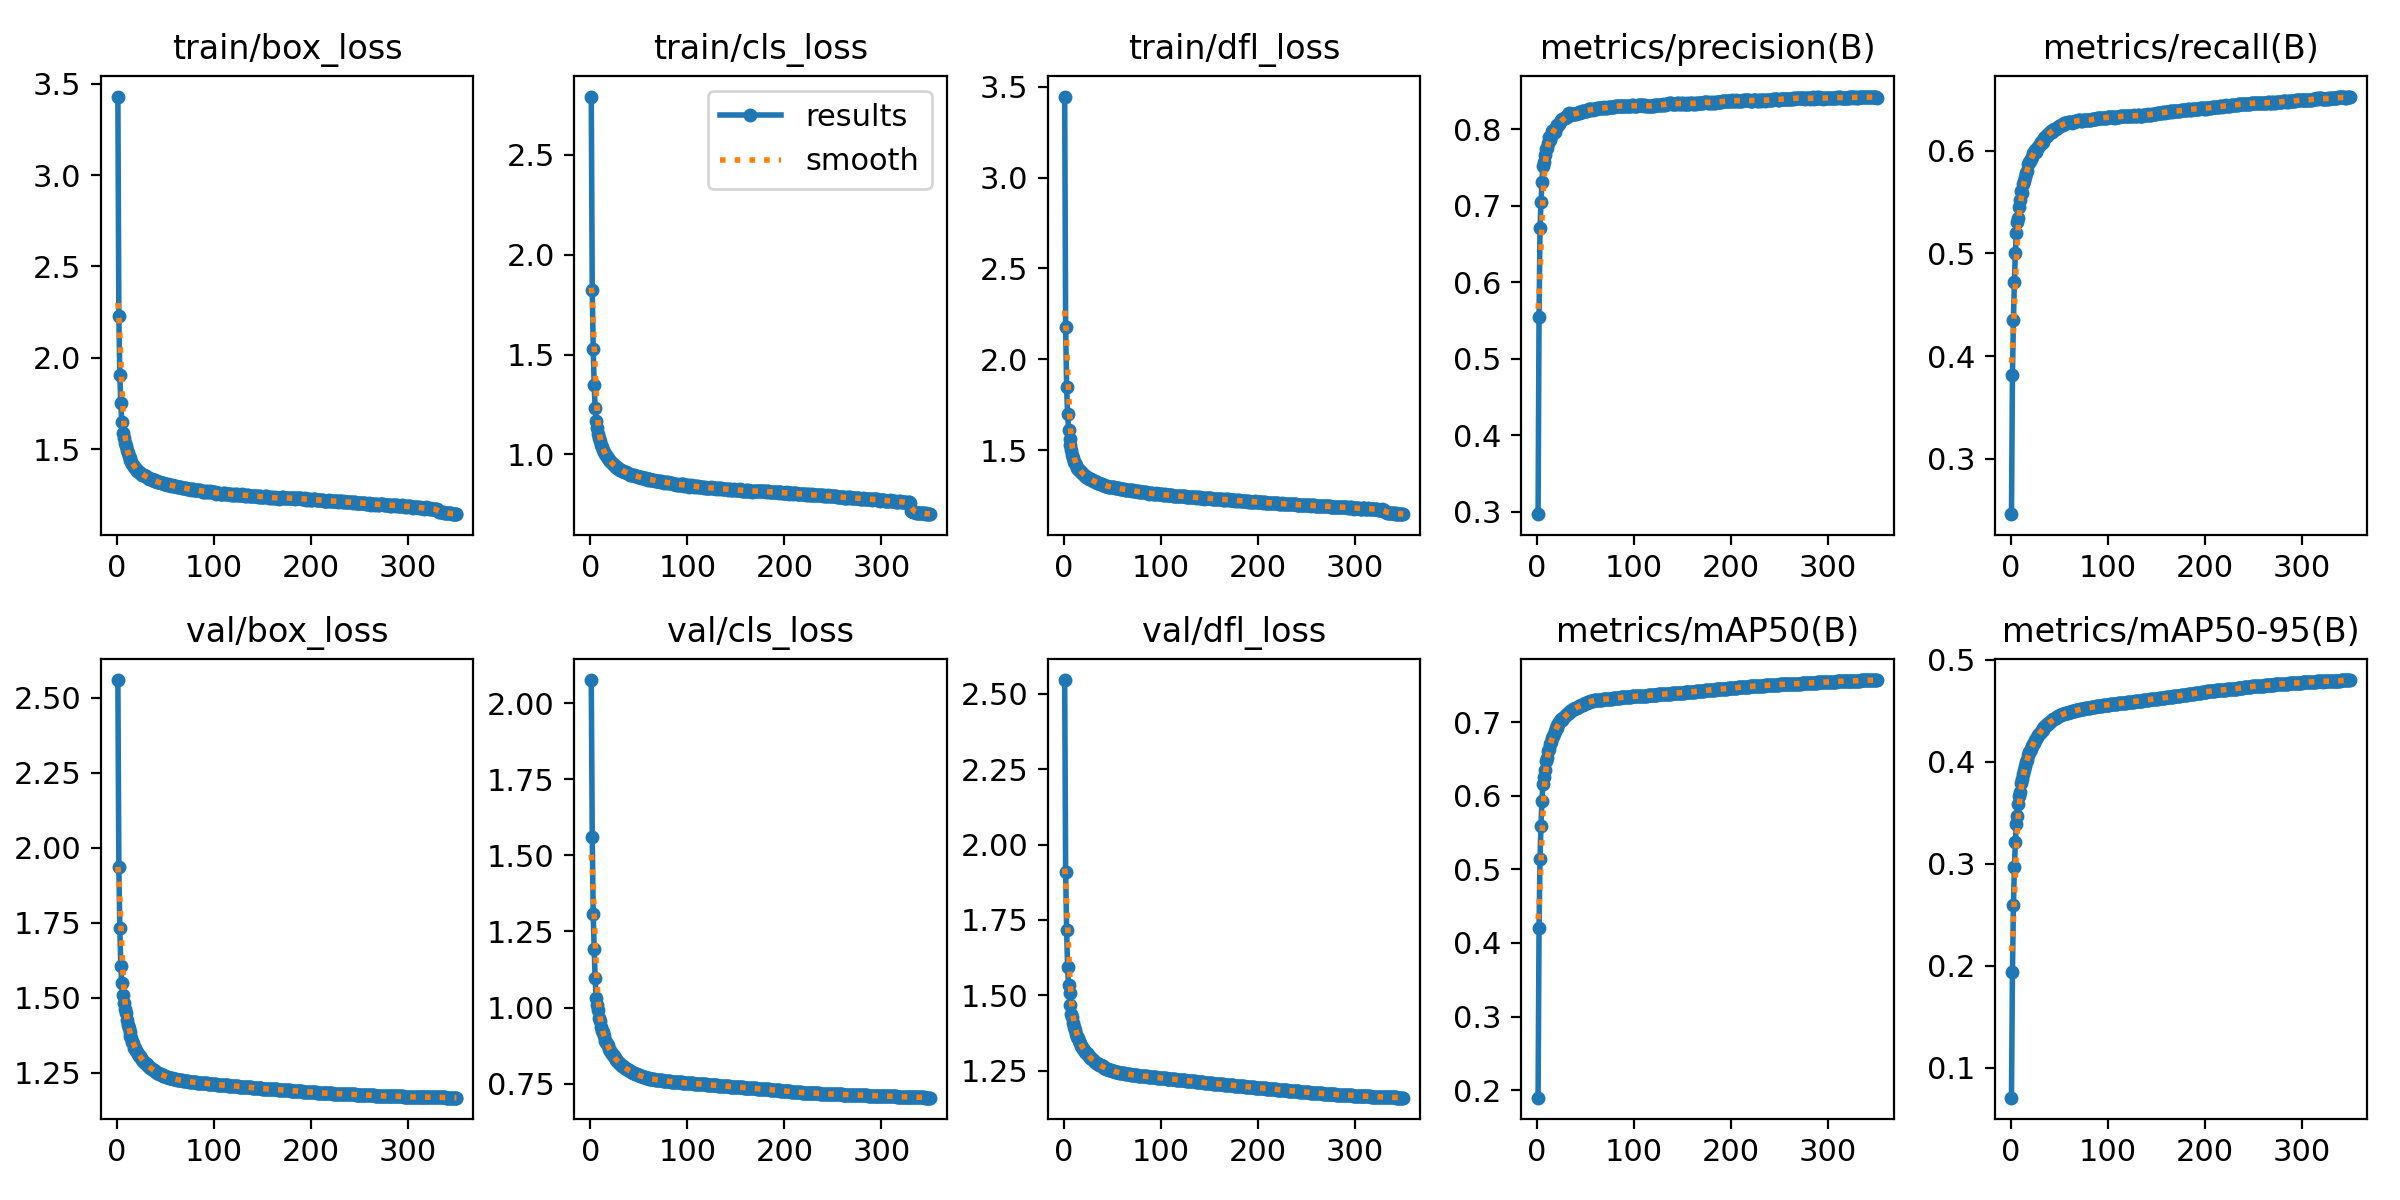 train/box_loss
3.5
3.0
2.5
2.0
1.5
0 100 200 300
train/cls_loss
results
smooth
2.5
2.0
1.5
1.0
0 100 200 300
train/dfl_loss
3.5
3.0
2.5
2.0
1.5
0 100 200 300
metrics/precision(B)
0.8
0.7
0.6
0.5
0.4
0.3
0 100 200 300
metrics/recall(B)
0.6
0.5
0.4
0.3
0 100 200 300
val/box_loss
2.50
2.25
2.00
1.75
1.50
1.25
0 100 200 300
val/cls_loss
2.00
1.75
1.50
1.25
1.00
0.75
0 100 200 300
val/dfl_loss
2.50
2.25
2.00
1.75
1.50
1.25
0 100 200 300
metrics/mAP50(B)
0.7
0.6
0.5
0.4
0.3
0.2
0 100 200 300
metrics/mAP50-95(B)
0.5
0.4
0.3
0.2
0.1
0 100 200 300